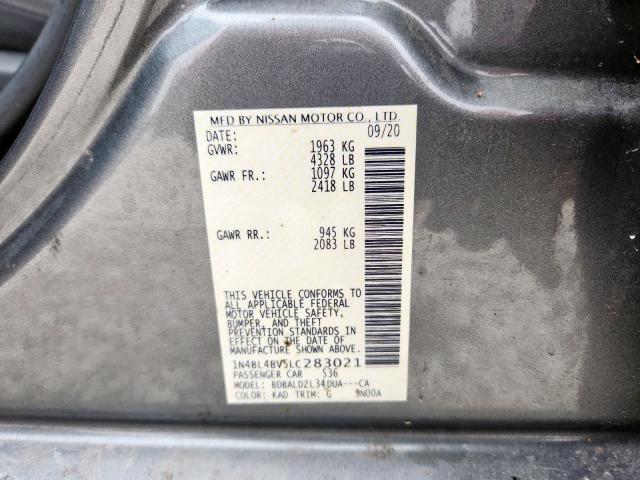 MFD BY NISSAN MOTOR CO., LTD.
DATE: 09/20
GVWR: 1963 KG
4328 LB
GAWR FR.: 1097 KG
2418 LB
GAWR RR.: 945 KG
2083 LB
THIS VEHICLE CONFORMS TO
ALL APPLICABLE FEDERAL
MOTOR VEHICLE SAFETY,
BUMPER, AND THEFT
PREVENTION STANDARDS IN
EFFECT ON THE DATE OF
MANUFACTURE SHOWN ABOVE.
1N4BL4BV5LC283021
PASSENGER CAR 536
MODEL: BDBALDZL34DUA---CA
COLOR: KAD TRIM: G 9N00A